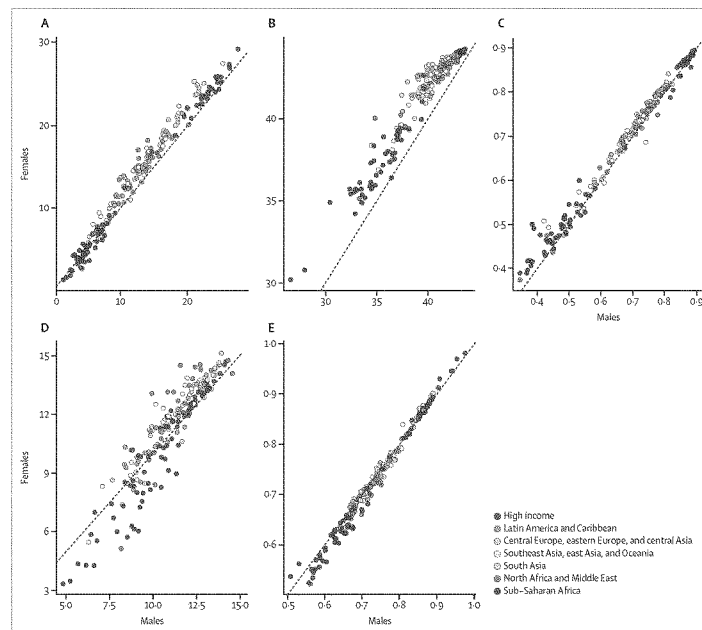 A
B
C
30
20
10
0
10
20
Females
40
35
30
30
35
40
0·9
0·8
0·7
0·6
0·5
0·4
0·4
0·5
0·6
0·7
0·8
0·9
Males
D
E
15
12
9
6
3
5·0
7·5
10·0
12·5
15·0
Females
Males
1·0
0·9
0·8
0·7
0·6
0·5
0·6
0·7
0·8
0·9
1·0
Males
High income
Latin America and Caribbean
Central Europe, eastern Europe, and central Asia
Southeast Asia, east Asia, and Oceania
South Asia
North Africa and Middle East
Sub-Saharan Africa